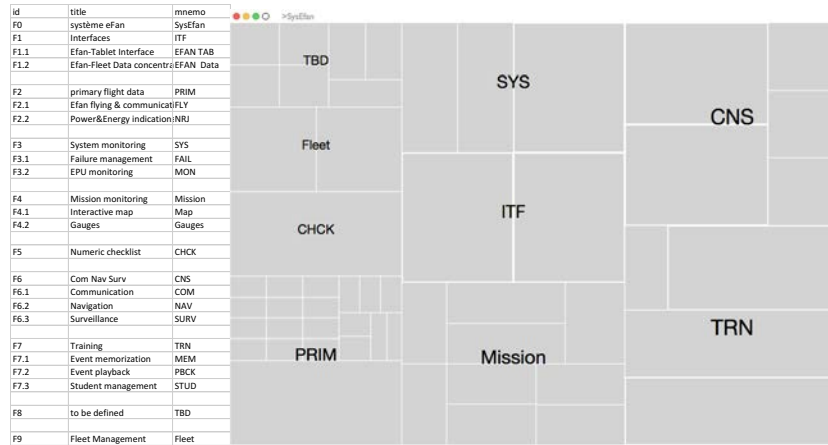 id title mnemo
F0 système eFan SysEfan
F1 Interfaces ITF
F1.1 Efan-Tablet Interface EFAN TAB
F1.2 Efan-Fleet Data concentra EFAN Data
F2 primary flight data PRIM
F2.1 Efan flying & communicati FLY
F2.2 Power&Energy indication NRJ
F3 System monitoring SYS
F3.1 Failure management FAIL
F3.2 EPU monitoring MON
F4 Mission monitoring Mission
F4.1 Interactive map Map
F4.2 Gauges Gauges
F5 Numeric checklist CHCK
F6 Com Nav Surv CNS
F6.1 Communication COM
F6.2 Navigation NAV
F6.3 Surveillance SURV
F7 Training TRN
F7.1 Event memorization MEM
F7.2 Event playback PBCK
F7.3 Student management STUD
F8 to be defined TBD
F9 Fleet Management Fleet
>SysEfan
TBD
SYS
CNS
Fleet
ITF
CHCK
TRN
PRIM
Mission